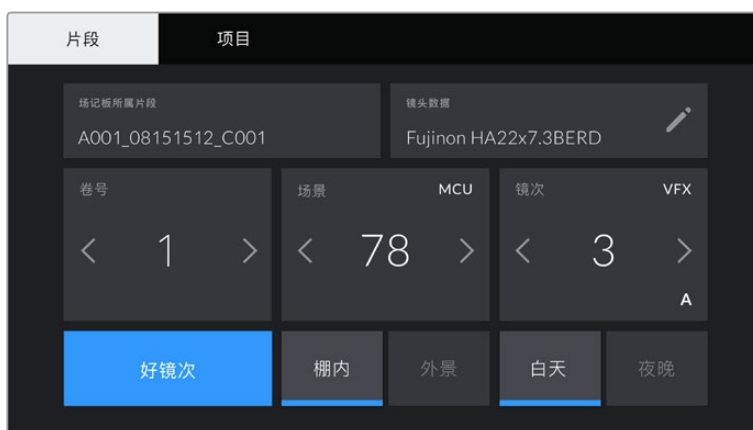 片段 项目
场记板所属片段 镜头数据
A001_08151512_C001 Fujinon HA22x7.3BERD
卷号 场景 MCU 镜次 VFX
1 78 3
A
好镜次 棚内 外景 白天 夜晚